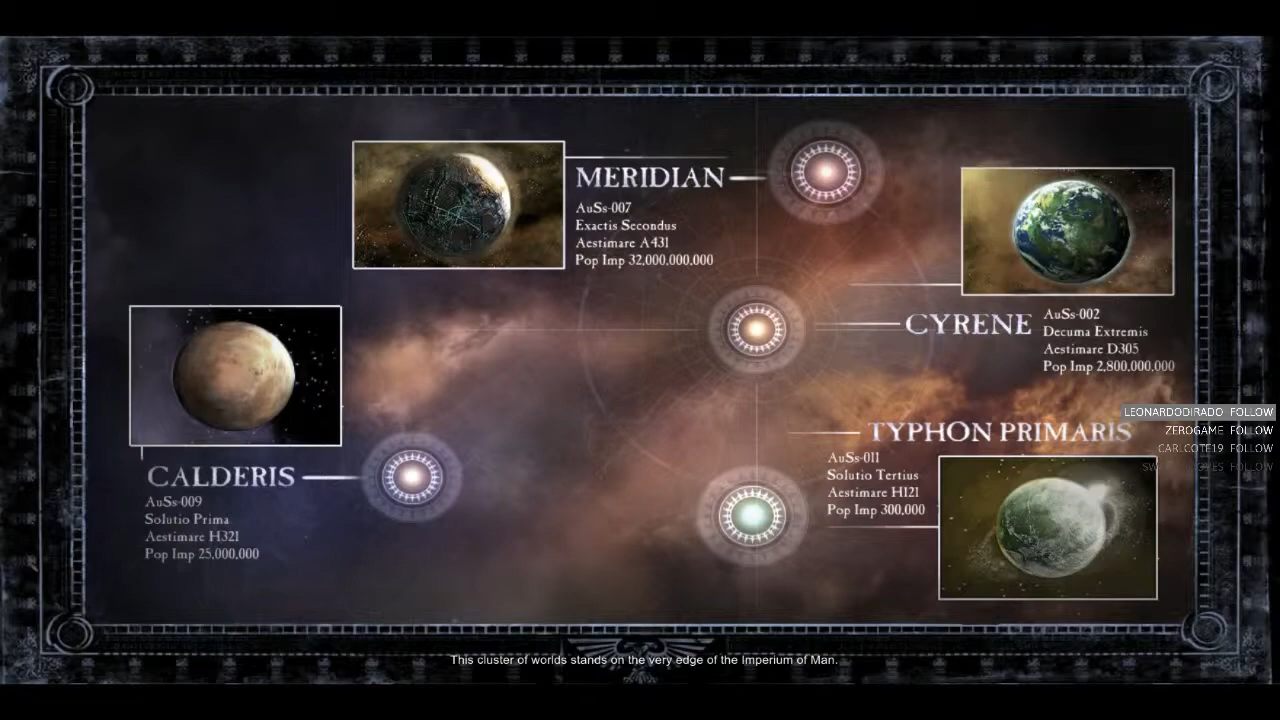 MERIDIAN
AuSs-007
Exactis Secondus
Aestimare A431
Pop Imp 32,000,000,000
CYRENE
AuSs-002
Decuma Extremis
Aestimare D305
Pop Imp 2,800,000,000
LEONARDODIRADO FOLLOW
ZEROGAME FOLLOW
CARLCOTE19 FOLLOW
FOLLOW
TYPHON PRIMARIS
AuSs-011
Solutio Tertius
Aestimare H121
Pop Imp 300,000
CALDERIS
AuSs-009
Solutio Prima
Aestimare H321
Pop Imp 25,000,000
This cluster of worlds stands on the very edge of the Imperium of Man.